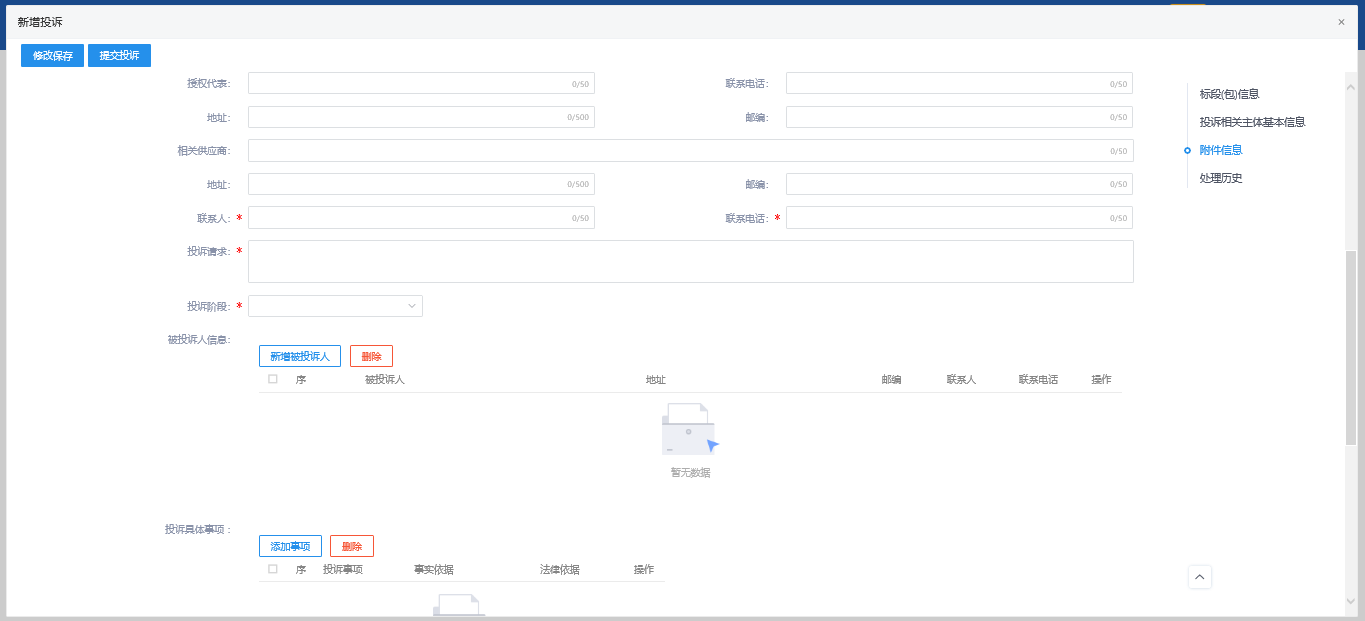 新增投诉
修改保存 提交投诉
授权代表: 0/50 联系电话: 0/50
地址: 0/500 邮编: 0/50
相关供应商: 0/50
地址: 0/500 邮编: 0/50
联系人: * 0/50 联系电话: * 0/50
投诉请求: *
投诉阶段: *
被投诉人信息:
新增被投诉人 删除
序 被投诉人 地址 邮编 联系人 联系电话 操作
暂无数据
投诉具体事项 :
添加事项 删除
序 投诉事项 事实依据 法律依据 操作
标段(包)信息
投诉相关主体基本信息
附件信息
处理历史